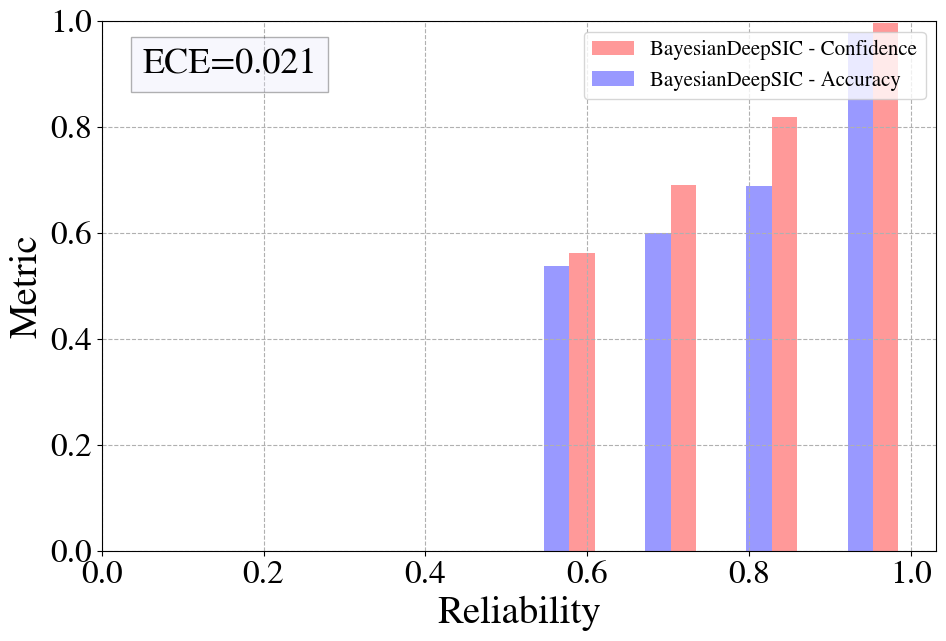 ECE=0.021
BayesianDeepSIC - Confidence
BayesianDeepSIC - Accuracy
Metric
1.0
0.8
0.6
0.4
0.2
0.0
0.0 0.2 0.4 0.6 0.8 1.0
Reliability